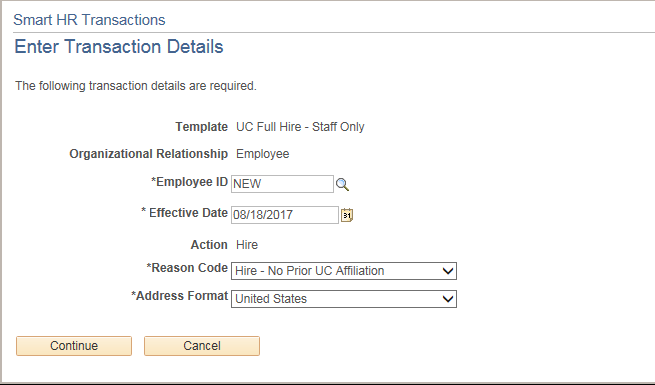 Smart HR Transactions
Enter Transaction Details
The following transaction details are required.
Template UC Full Hire - Staff Only
Organizational Relationship Employee
*Employee ID NEW
* Effective Date 08/18/2017 31
Action Hire
*Reason Code Hire - No Prior UC Affiliation
*Address Format United States
Continue Cancel